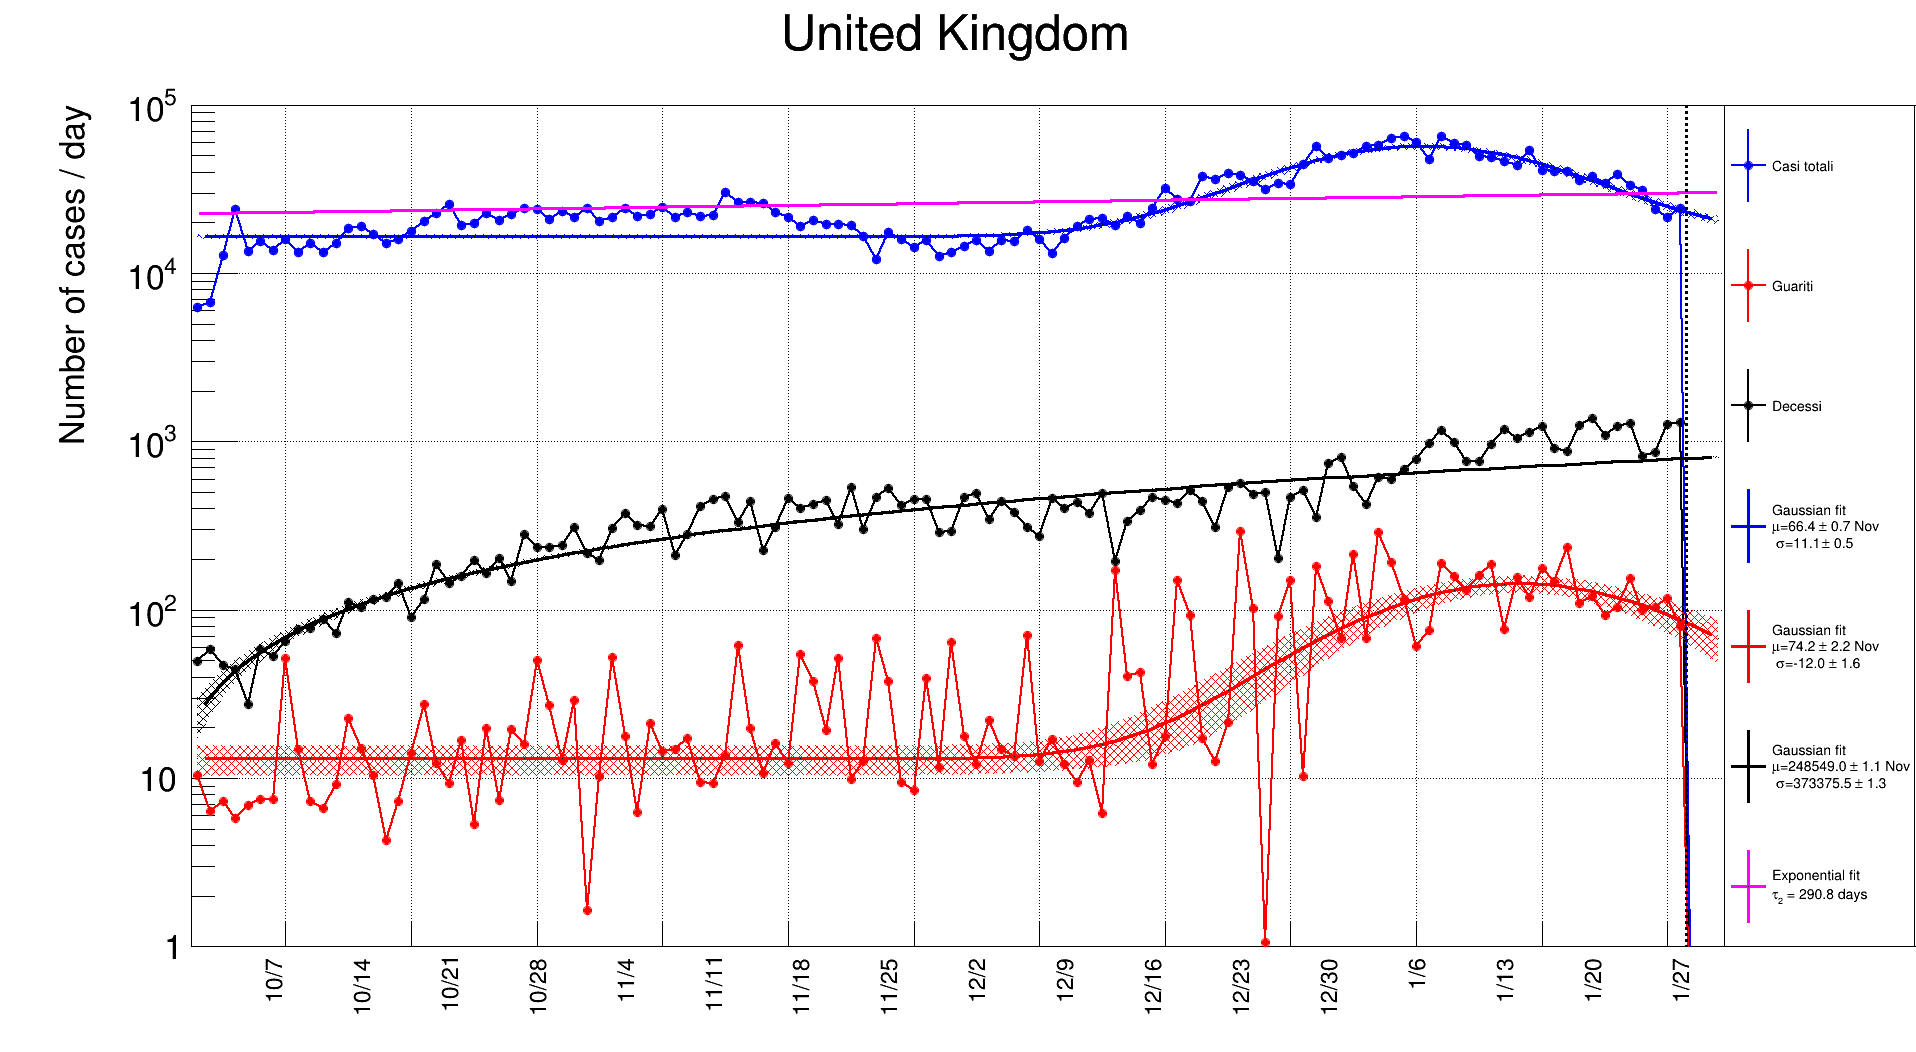 United Kingdom
Number of cases / day
10^5
10^4
10^3
10^2
10
1
10/7
10/14
10/21
10/28
11/4
11/11
11/18
11/25
12/2
12/9
12/16
12/23
12/30
1/6
1/13
1/20
1/27
Casi totali
Guariti
Decessi
Gaussian fit
μ=66.4 ± 0.7 Nov
σ=11.1 ± 0.5
Gaussian fit
μ=74.2 ± 2.2 Nov
σ=-12.0 ± 1.6
Gaussian fit
μ=248549.0 ± 1.1 Nov
σ=373375.5 ± 1.3
Exponential fit
τ₂ = 290.8 days